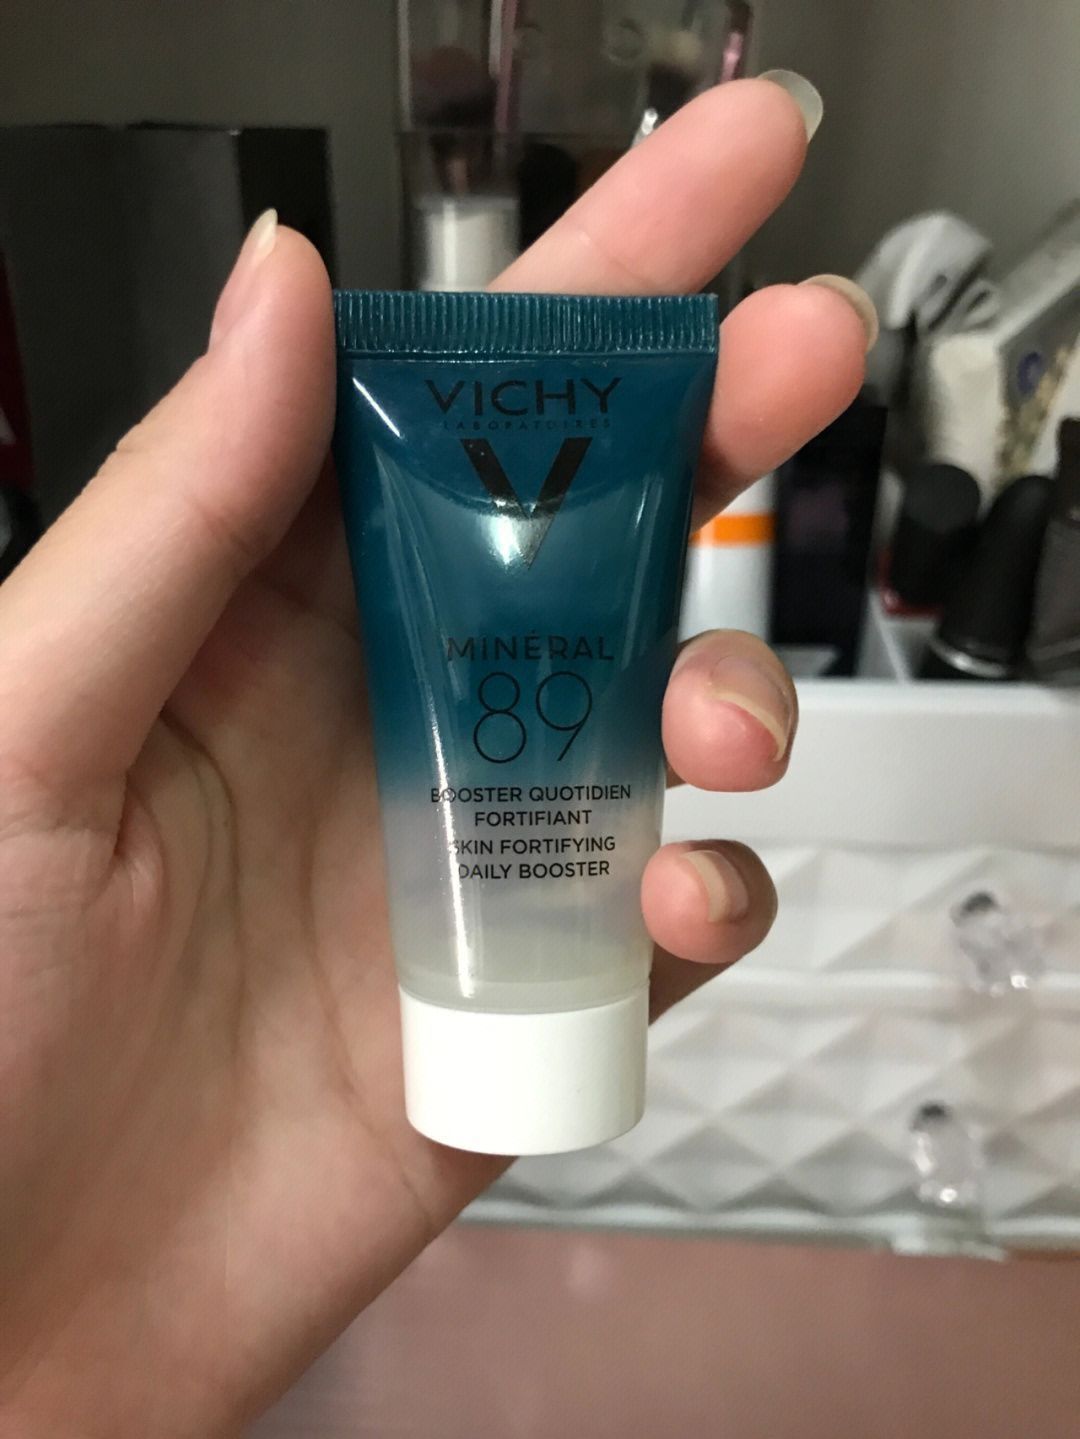 VICHY
LABORATOIRES
MINÉRAL
89
BOOSTER QUOTIDIEN
FORTIFIANT
SKIN FORTIFYING
DAILY BOOSTER